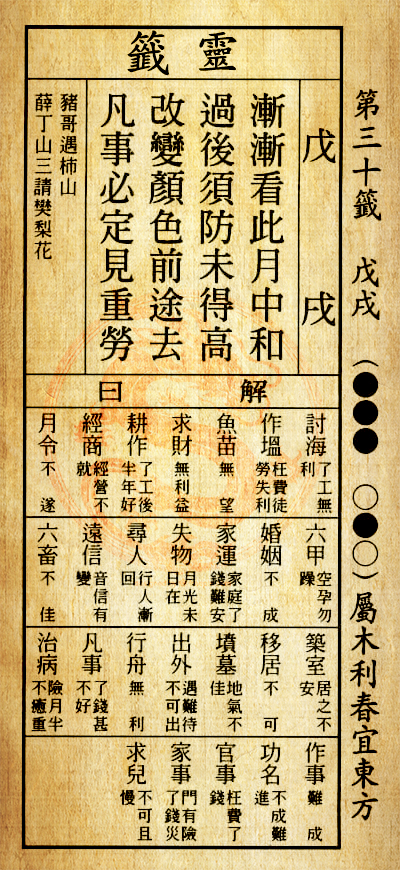 第三十籤 戊戌 (●●● ○●○) 屬木利春宜東方
靈籤
戊戌
漸漸看此月中和
過後須防未得高
改變顏色前途去
凡事必定見重勞
豬哥遇柿山
薛丁山三請樊梨花
解曰
討海 了工無利
作塭 枉費徒勞失利
魚苗 無望
求財 無利益
耕作 了工後半年好
經商 經營不就
月令 不遂
六甲 空孕勿躁
婚姻 不成
家運 家庭了錢難安
失物 月光未日在
尋人 行人漸回
遠信 音信有變
六畜 不佳
築室 居之不安
移居 不可
墳墓 地氣不佳
出外 遇難待不可出
行舟 無利
凡事 了錢甚不好
治病 險月半不癒重
作事 難成
功名 不成難進
官事 枉費了錢
家事 門有險了錢災
求兒 不可且慢